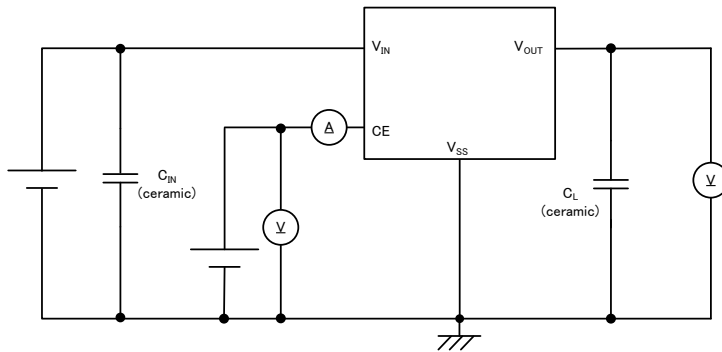 V_IN
V_OUT
A
CE
V_SS
C_IN
(ceramic)
V
C_L
(ceramic)
V